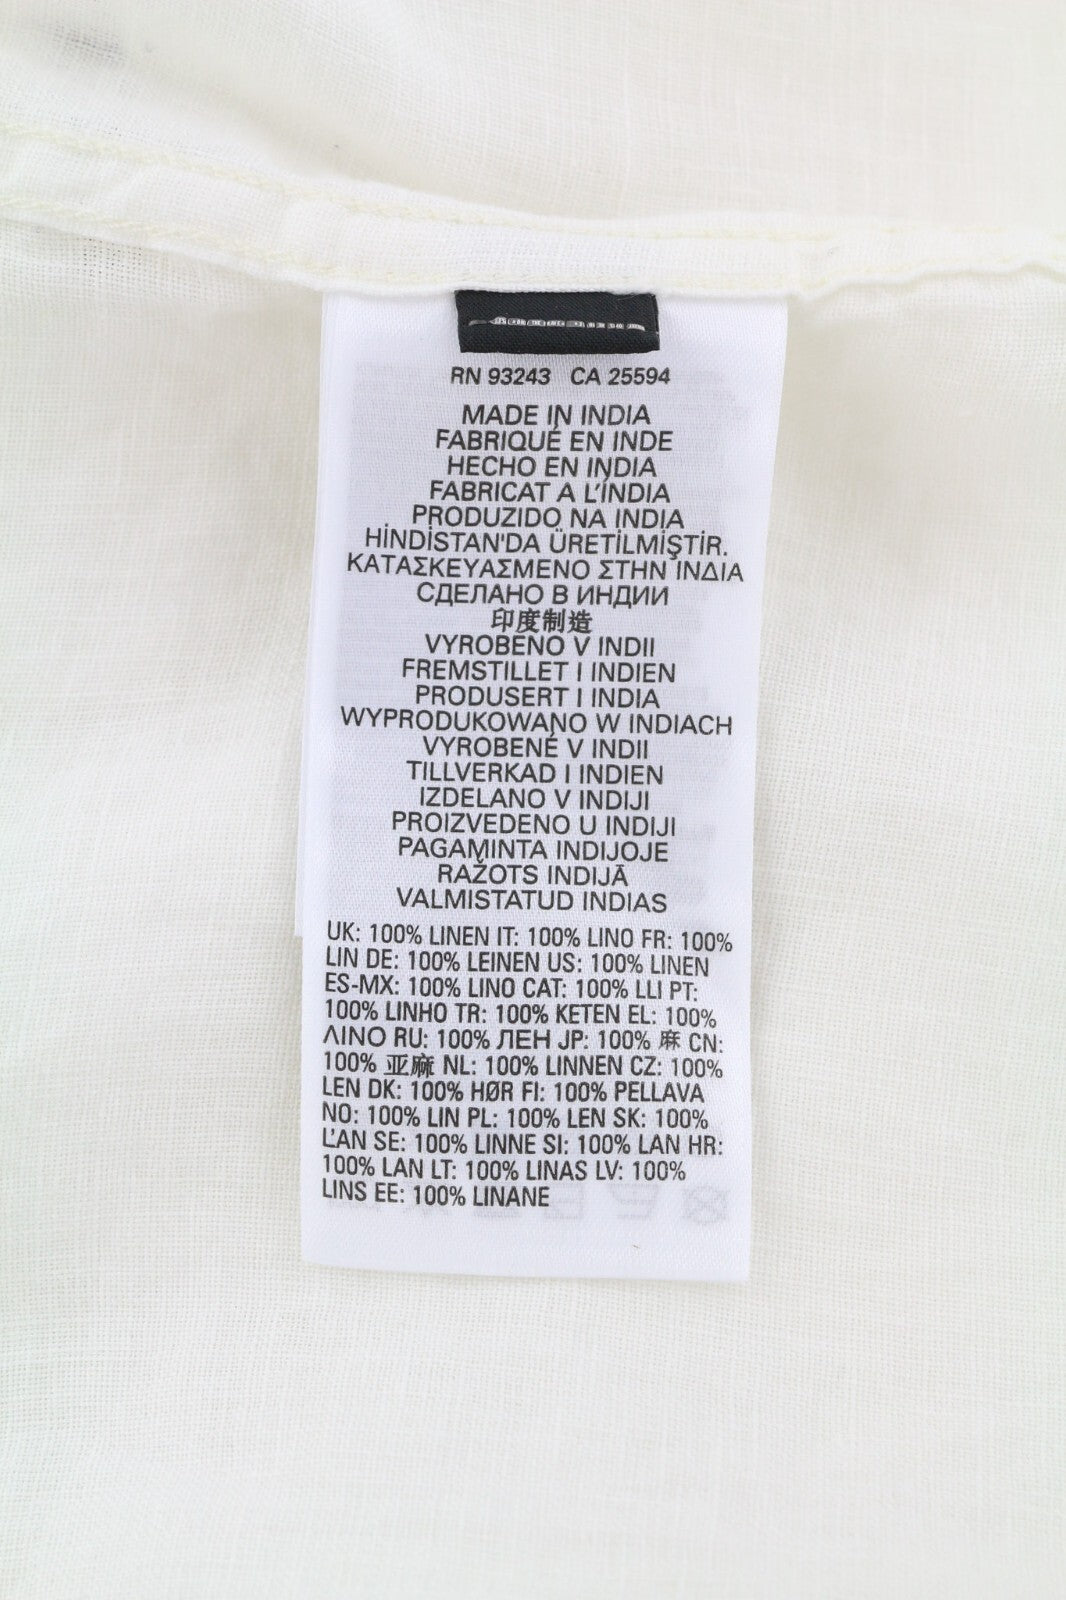 RN 93243 CA 25594
MADE IN INDIA
FABRIQUÉ EN INDE
HECHO EN INDIA
FABRICAT A L'ÍNDIA
PRODUZIDO NA INDIA
HİNDİSTAN'DA ÜRETİLMİŞTİR.
ΚΑΤΑΣΚΕΥΑΣΜΕΝΟ ΣΤΗΝ ΙΝΔΙΑ
СДЕЛАНО В ИНДИИ
印度制造
VYROBENO V INDII
FREMSTILLET I INDIEN
PRODUSERT I INDIA
WYPRODUKOWANO W INDIACH
VYROBENÉ V INDII
TILLVERKAD I INDIEN
IZDELANO V INDIJI
PROIZVEDENO U INDIJI
PAGAMINTA INDIJOJE
RAŽOTS INDIJĀ
VALMISTATUD INDIAS
UK: 100% LINEN IT: 100% LINO FR: 100%
LIN DE: 100% LEINEN US: 100% LINEN
ES-MX: 100% LINO CAT: 100% LLI PT:
100% LINHO TR: 100% KETEN EL: 100%
ΛΙΝΟ RU: 100% ЛЕН JP: 100% 麻 CN:
100% 亚麻 NL: 100% LINNEN CZ: 100%
LEN DK: 100% HØR FI: 100% PELLAVA
NO: 100% LIN PL: 100% LEN SK: 100%
ĽAN SE: 100% LINNE SI: 100% LAN HR:
100% LAN LT: 100% LINAS LV: 100%
LINS EE: 100% LINANE